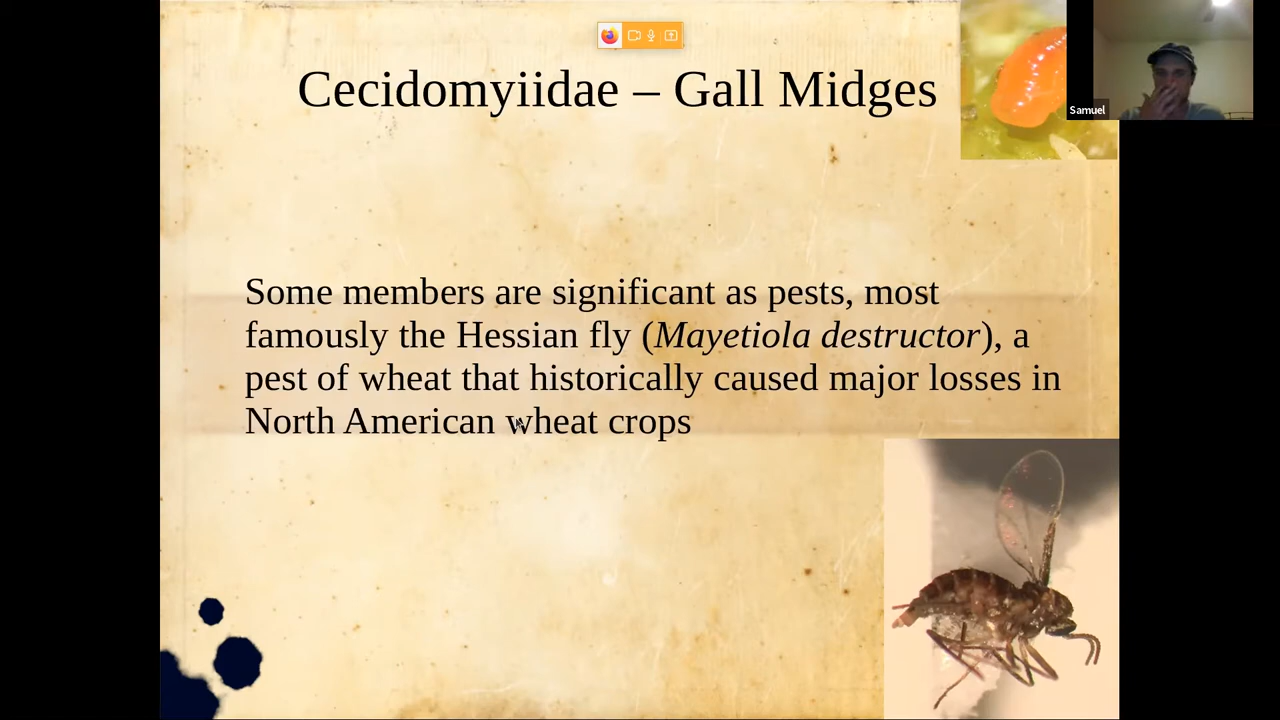 Cecidomyiidae – Gall Midges
Samuel
Some members are significant as pests, most
famously the Hessian fly (Mayetiola destructor), a
pest of wheat that historically caused major losses in
North American wheat crops